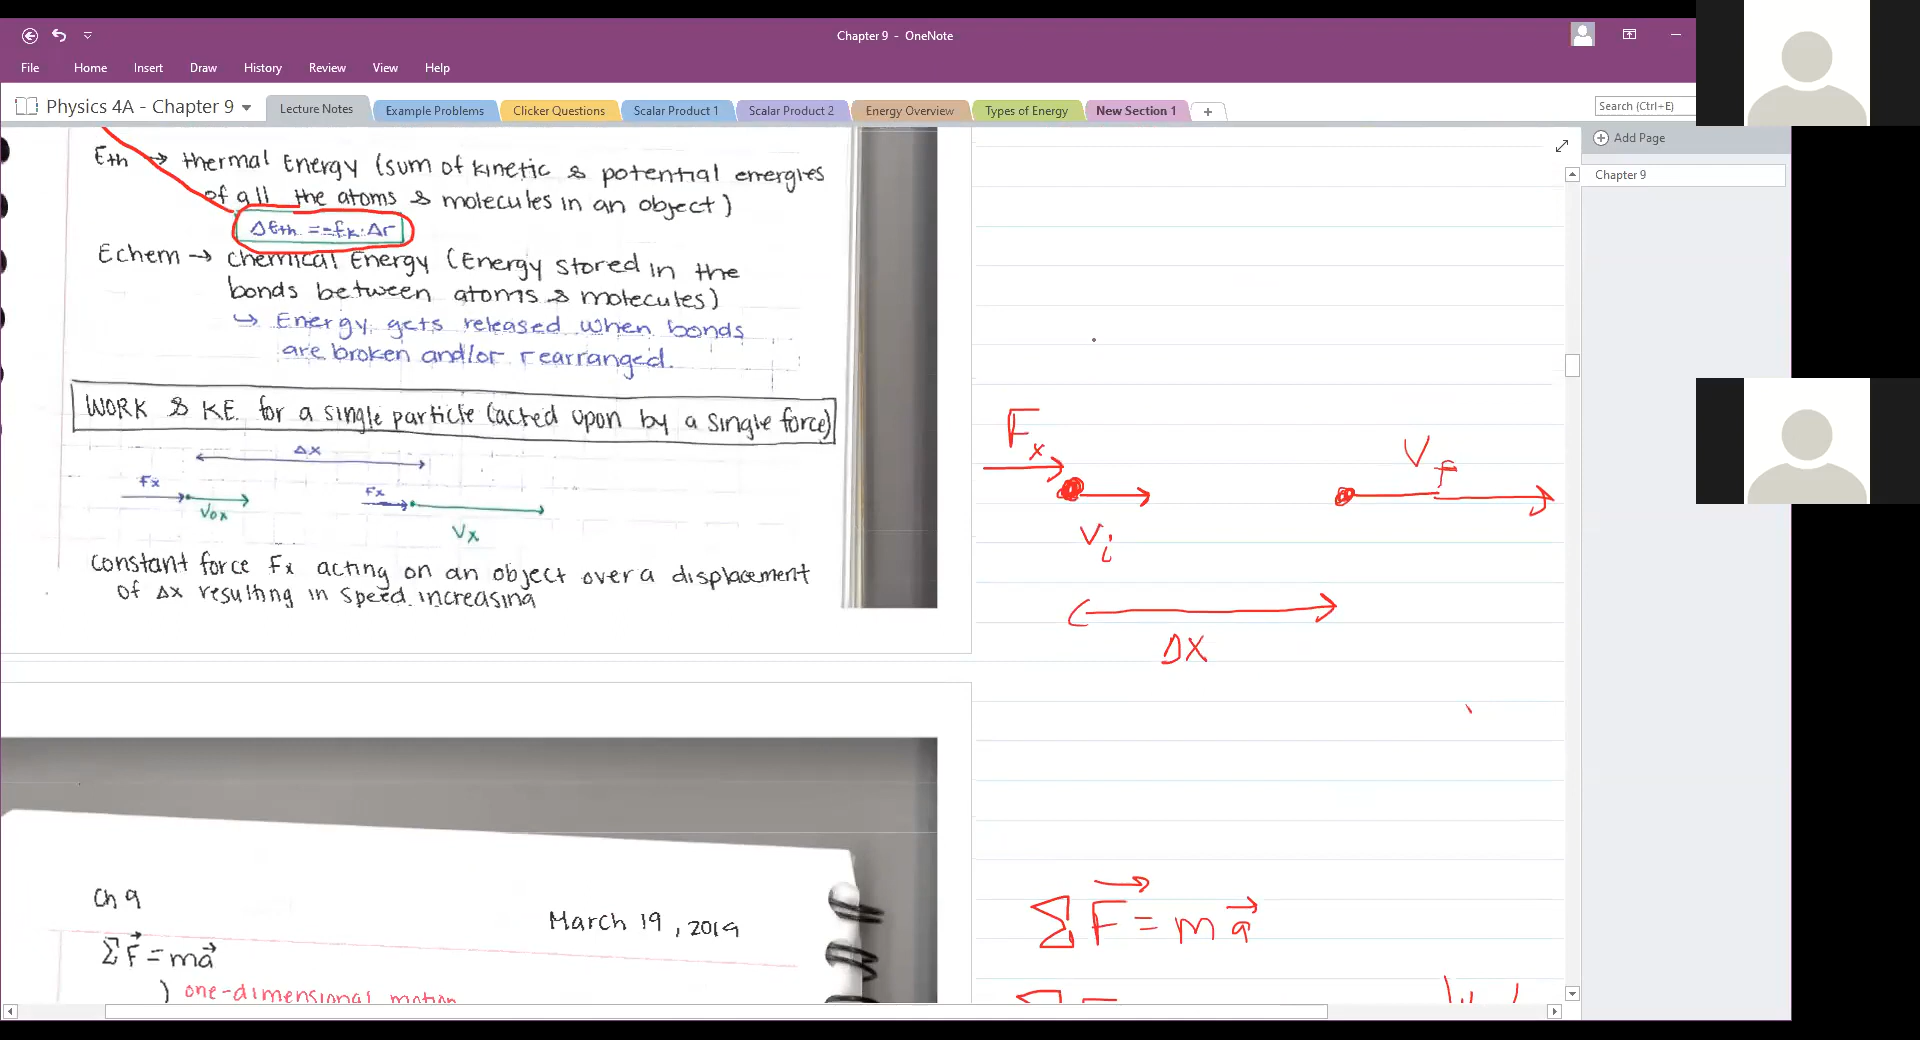 Chapter 9 - OneNote
File Home Insert Draw History Review View Help
Physics 4A - Chapter 9
Lecture Notes Example Problems Clicker Questions Scalar Product 1 Scalar Product 2 Energy Overview Types of Energy New Section 1 +
Search (Ctrl+E)
Add Page
Chapter 9
Eth → thermal Energy (sum of kinetic & potential energies
of all the atoms & molecules in an object)
ΔEth = -fk·Δr
Echem → Chemical Energy (Energy stored in the
bonds between atoms & molecules)
↳ Energy gets released when bonds
are broken and/or rearranged.
WORK & K.E. for a single particle (acted upon by a single force)
Δx
Fx Fx
Vox
Vx
constant force Fx acting on an object over a displacement
of Δx resulting in speed increasing
Ch 9
March 19, 2019
ΣF⃗ = ma⃗
) one-dimensional motion
Fx
Vf
Vi
ΔX
ΣF⃗ = ma⃗